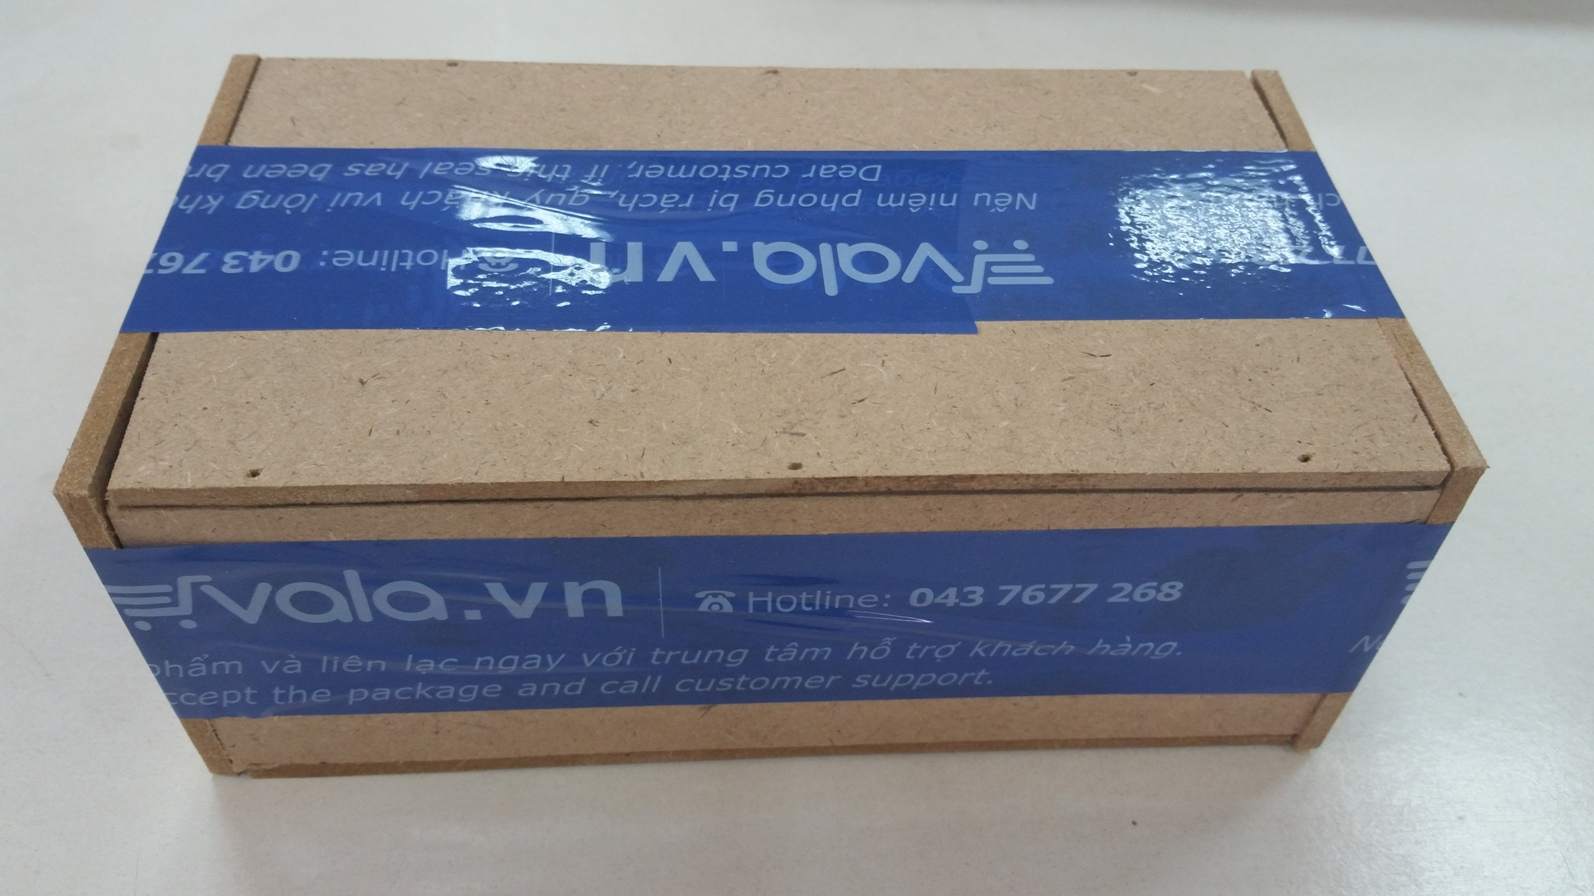 Dear customer, if this seal has been
Nếu niêm phong bị rách, quý khách vui lòng
vala.vn Hotline: 043 767
vala.vn Hotline: 043 7677 268
phẩm và liên lạc ngay với trung tâm hỗ trợ khách hàng.
ccept the package and call customer support.